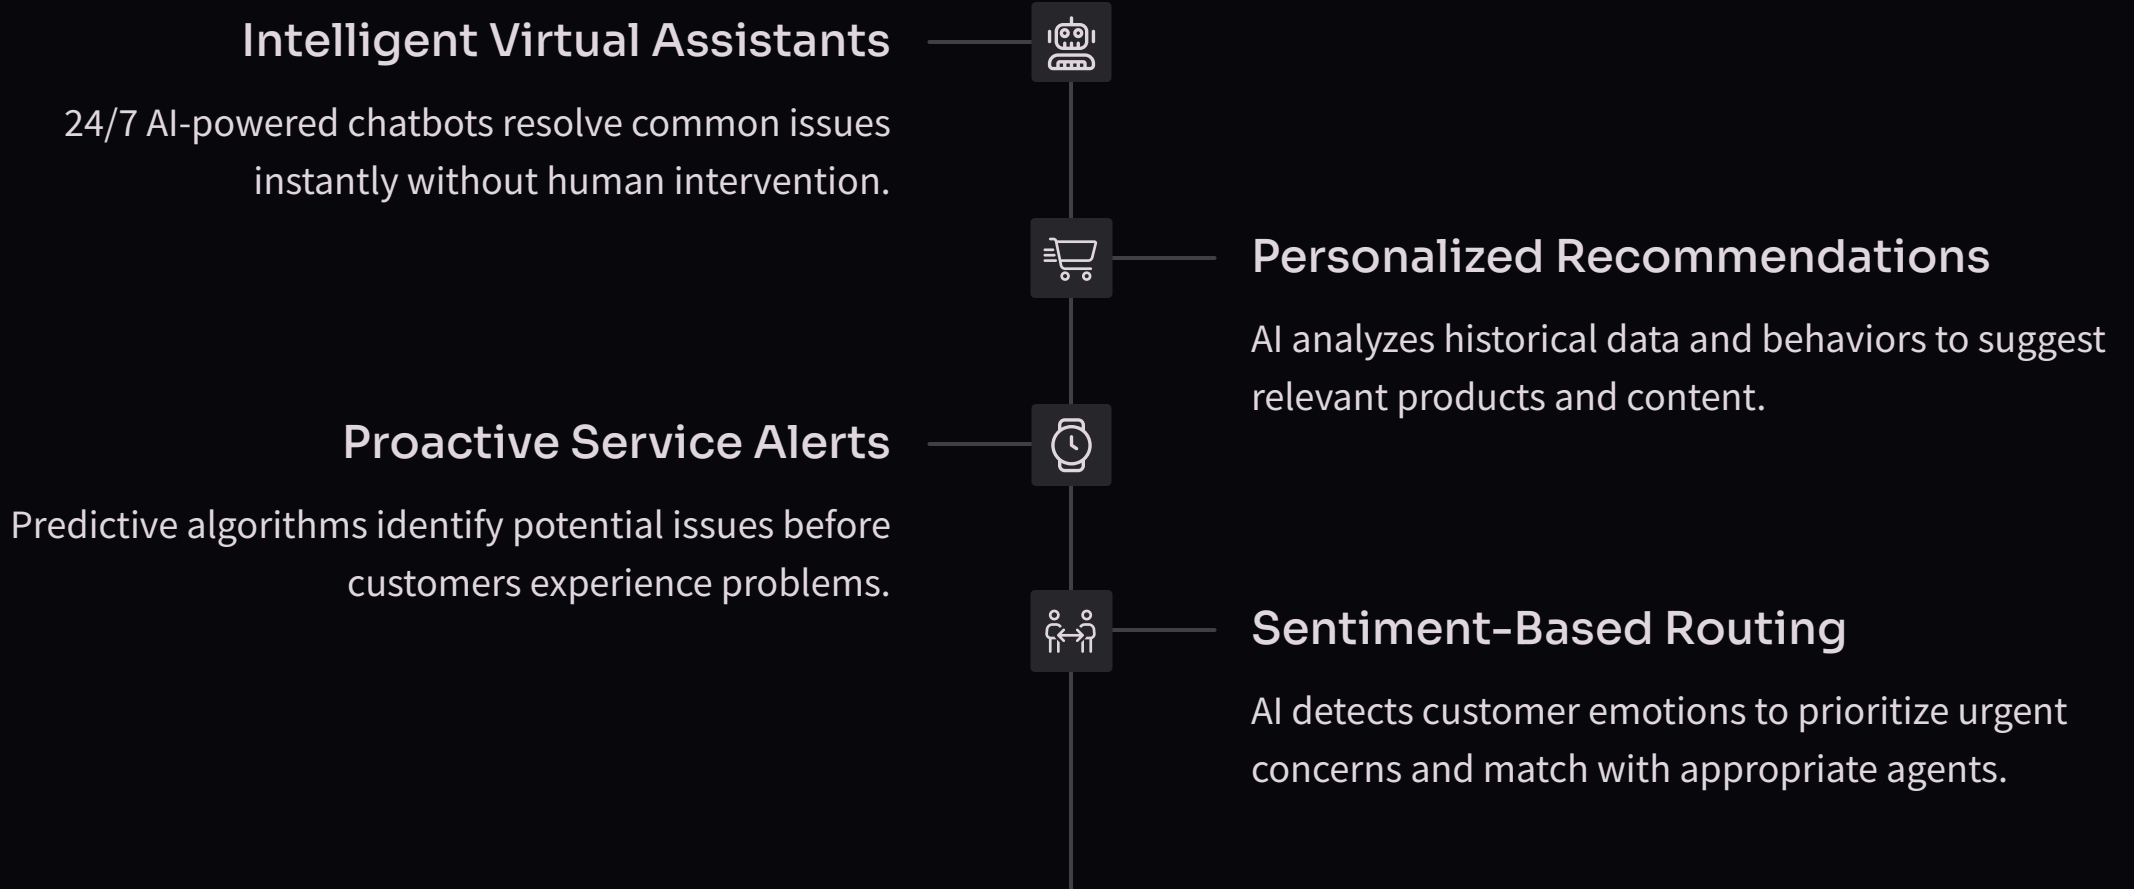 Intelligent Virtual Assistants
24/7 AI-powered chatbots resolve common issues
instantly without human intervention.
Personalized Recommendations
AI analyzes historical data and behaviors to suggest
relevant products and content.
Proactive Service Alerts
Predictive algorithms identify potential issues before
customers experience problems.
Sentiment-Based Routing
AI detects customer emotions to prioritize urgent
concerns and match with appropriate agents.